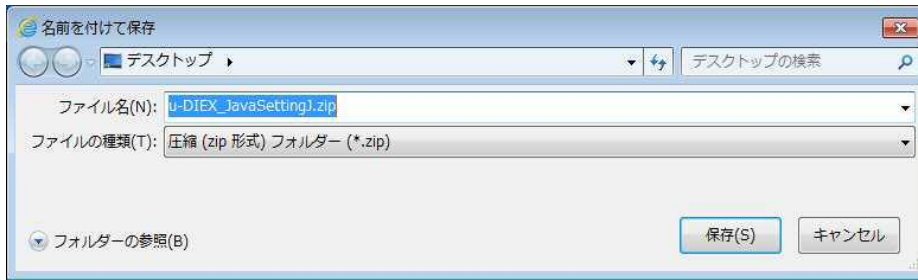 名前を付けて保存
デスクトップ
デスクトップの検索
ファイル名(N): u-DIEX_JavaSettingJ.zip
ファイルの種類(T): 圧縮 (zip 形式) フォルダー (*.zip)
フォルダーの参照(B)
保存(S)
キャンセル